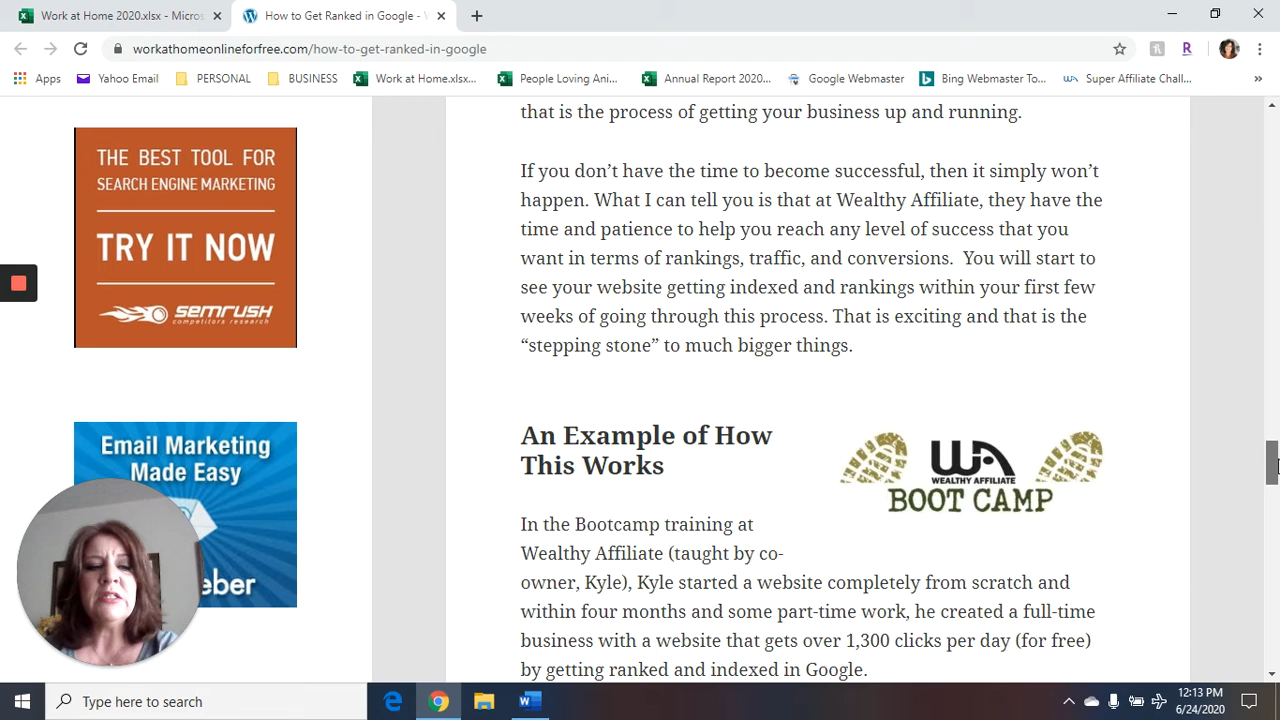 Work at Home 2020.xlsx - Micros
How to Get Ranked in Google -
workathomeonlineforfree.com/how-to-get-ranked-in-google
Apps
Yahoo Email
PERSONAL
BUSINESS
Work at Home.xlsx...
People Loving Ani...
Annual Report 2020...
Google Webmaster
Bing Webmaster To...
Super Affiliate Chall...
THE BEST TOOL FOR
SEARCH ENGINE MARKETING
TRY IT NOW
semrush
competitors research
Email Marketing
Made Easy
eber
that is the process of getting your business up and running.
If you don’t have the time to become successful, then it simply won’t
happen. What I can tell you is that at Wealthy Affiliate, they have the
time and patience to help you reach any level of success that you
want in terms of rankings, traffic, and conversions. You will start to
see your website getting indexed and rankings within your first few
weeks of going through this process. That is exciting and that is the
“stepping stone” to much bigger things.
An Example of How
This Works
WA
WEALTHY AFFILIATE
BOOT CAMP
In the Bootcamp training at
Wealthy Affiliate (taught by co-
owner, Kyle), Kyle started a website completely from scratch and
within four months and some part-time work, he created a full-time
business with a website that gets over 1,300 clicks per day (for free)
by getting ranked and indexed in Google.
Type here to search
12:13 PM
6/24/2020